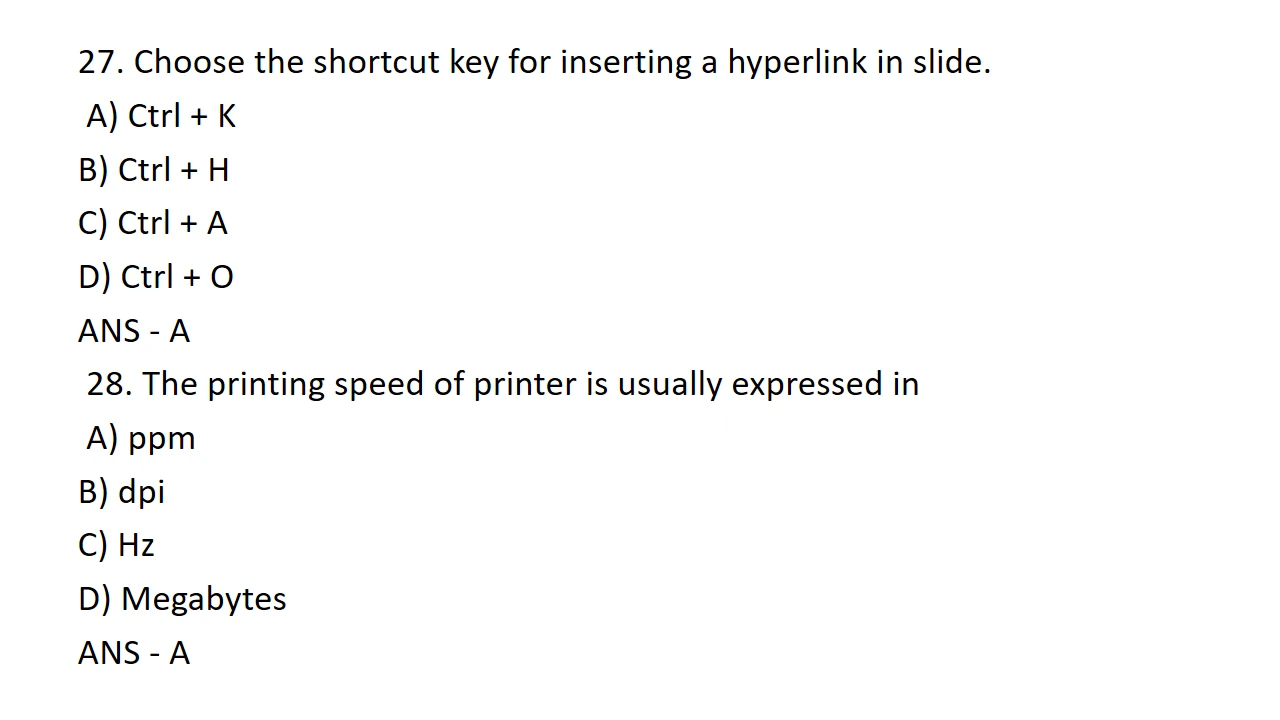 27. Choose the shortcut key for inserting a hyperlink in slide.
A) Ctrl + K
B) Ctrl + H
C) Ctrl + A
D) Ctrl + O
ANS - A
28. The printing speed of printer is usually expressed in
A) ppm
B) dpi
C) Hz
D) Megabytes
ANS - A